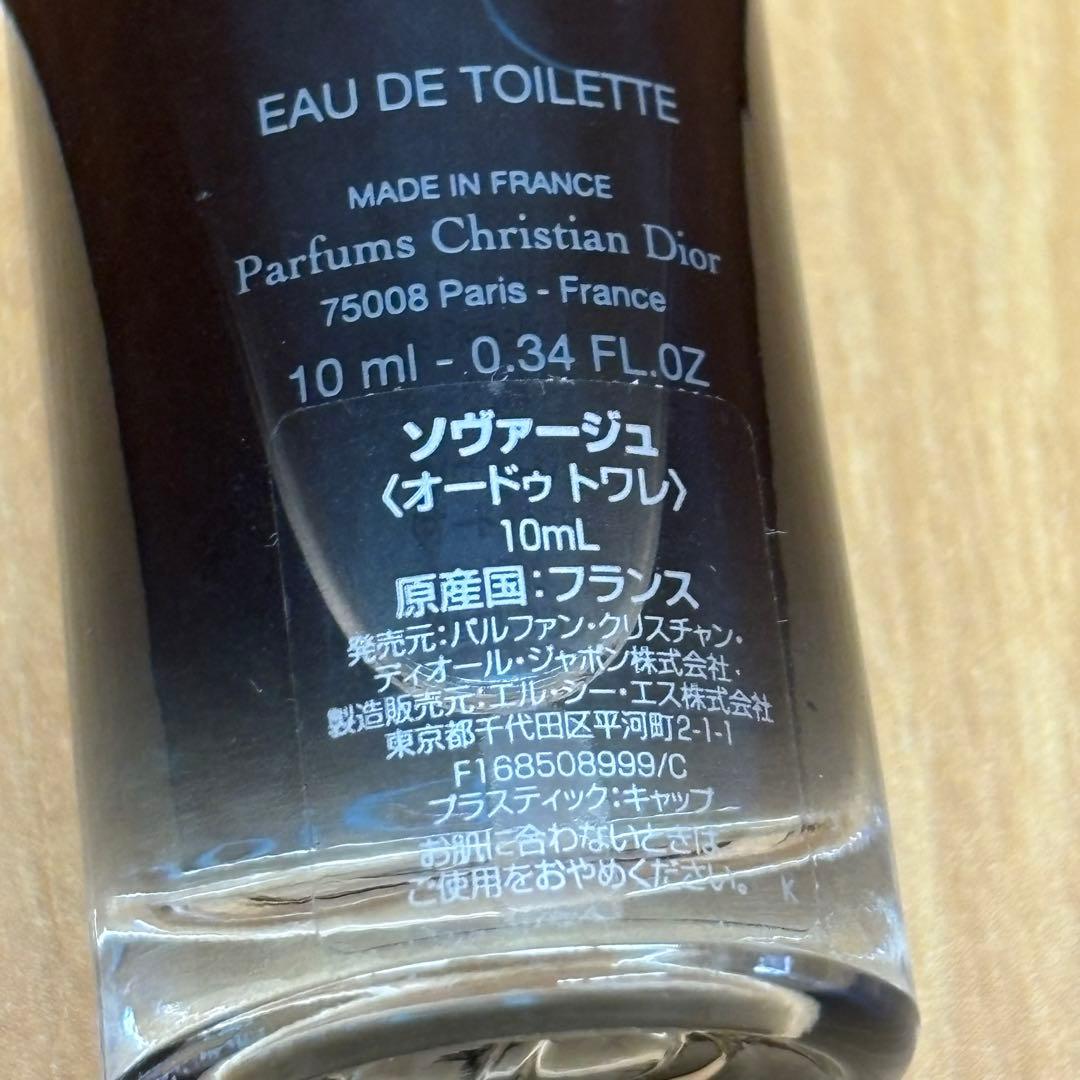 EAU DE TOILETTE
MADE IN FRANCE
Parfums Christian Dior
75008 Paris - France
10 ml - 0.34 FL.OZ
ソヴァージュ
〈オードゥ トワレ〉
10mL
原産国：フランス
発売元：パルファン・クリスチャン・
ディオール・ジャポン株式会社
製造販売元：エル・シー・エス株式会社
東京都千代田区平河町2-1-1
F168508999/C
プラスティック：キャップ
お肌に合わないときは
ご使用をおやめください。 K